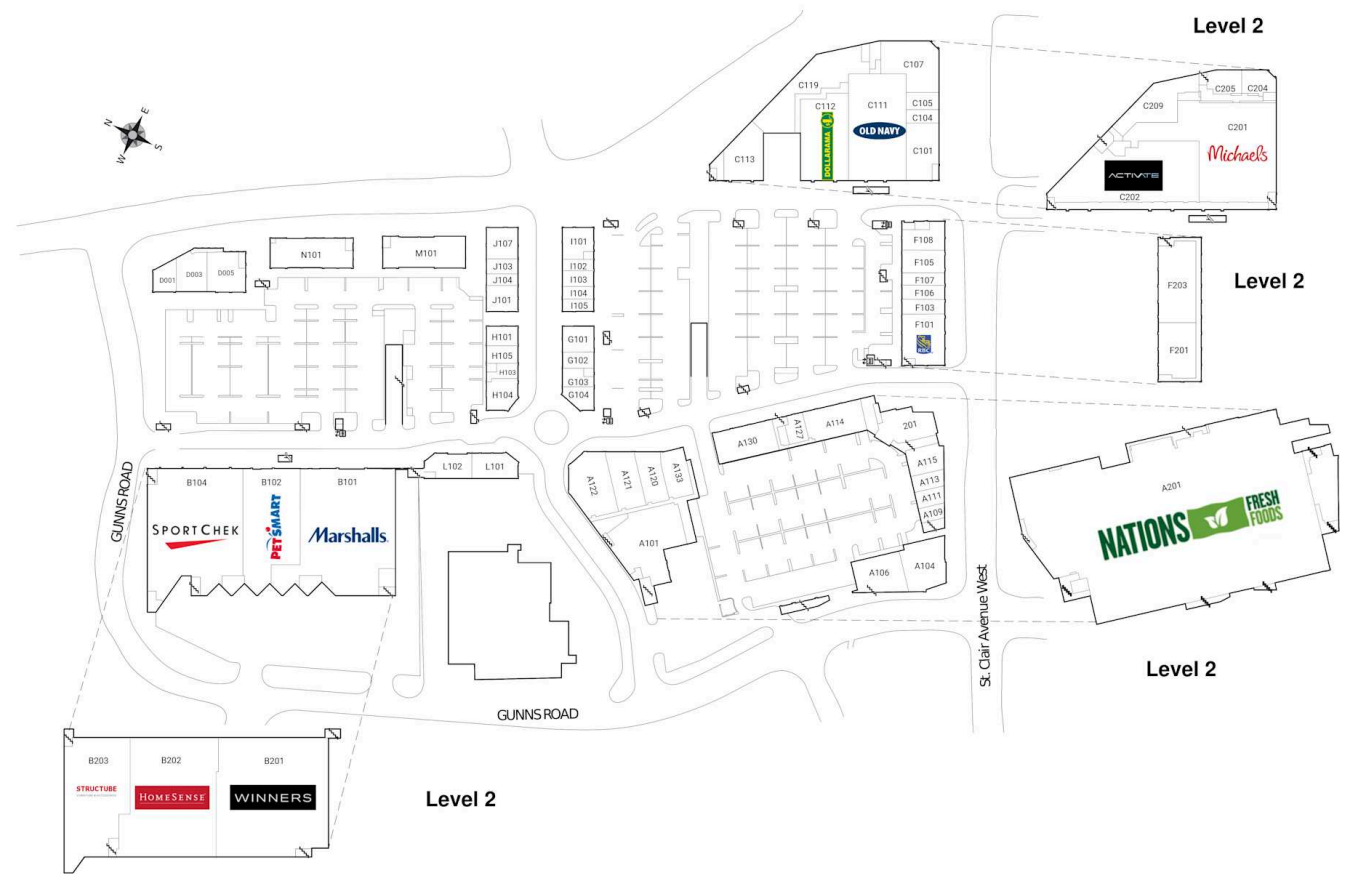 Level 2
N
E
S
W
C107
C119
C112
C111
C105
C104
C101
C113
DOLLARAMA
OLD NAVY
C205
C204
C209
C201
Michaels
ACTIVATE
C202
Level 2
D001
D003
D005
N101
M101
J107
J103
J104
J101
I101
I102
I103
I104
I105
H101
H105
H103
H104
G101
G102
G103
G104
F108
F105
F107
F106
F103
F101
RBC
F203
F201
A130
A127
A114
201
A115
A113
A111
A109
A106
A104
A122
A121
A120
A133
A101
A201
NATIONS
FRESH
FOODS
Level 2
L102
L101
B104
B102
B101
SPORTCHEK
PETSMART
Marshalls
GUNNS ROAD
GUNNS ROAD
St. Clair Avenue West
B203
B202
B201
STRUCTUBE
HOMESENSE
WINNERS
Level 2